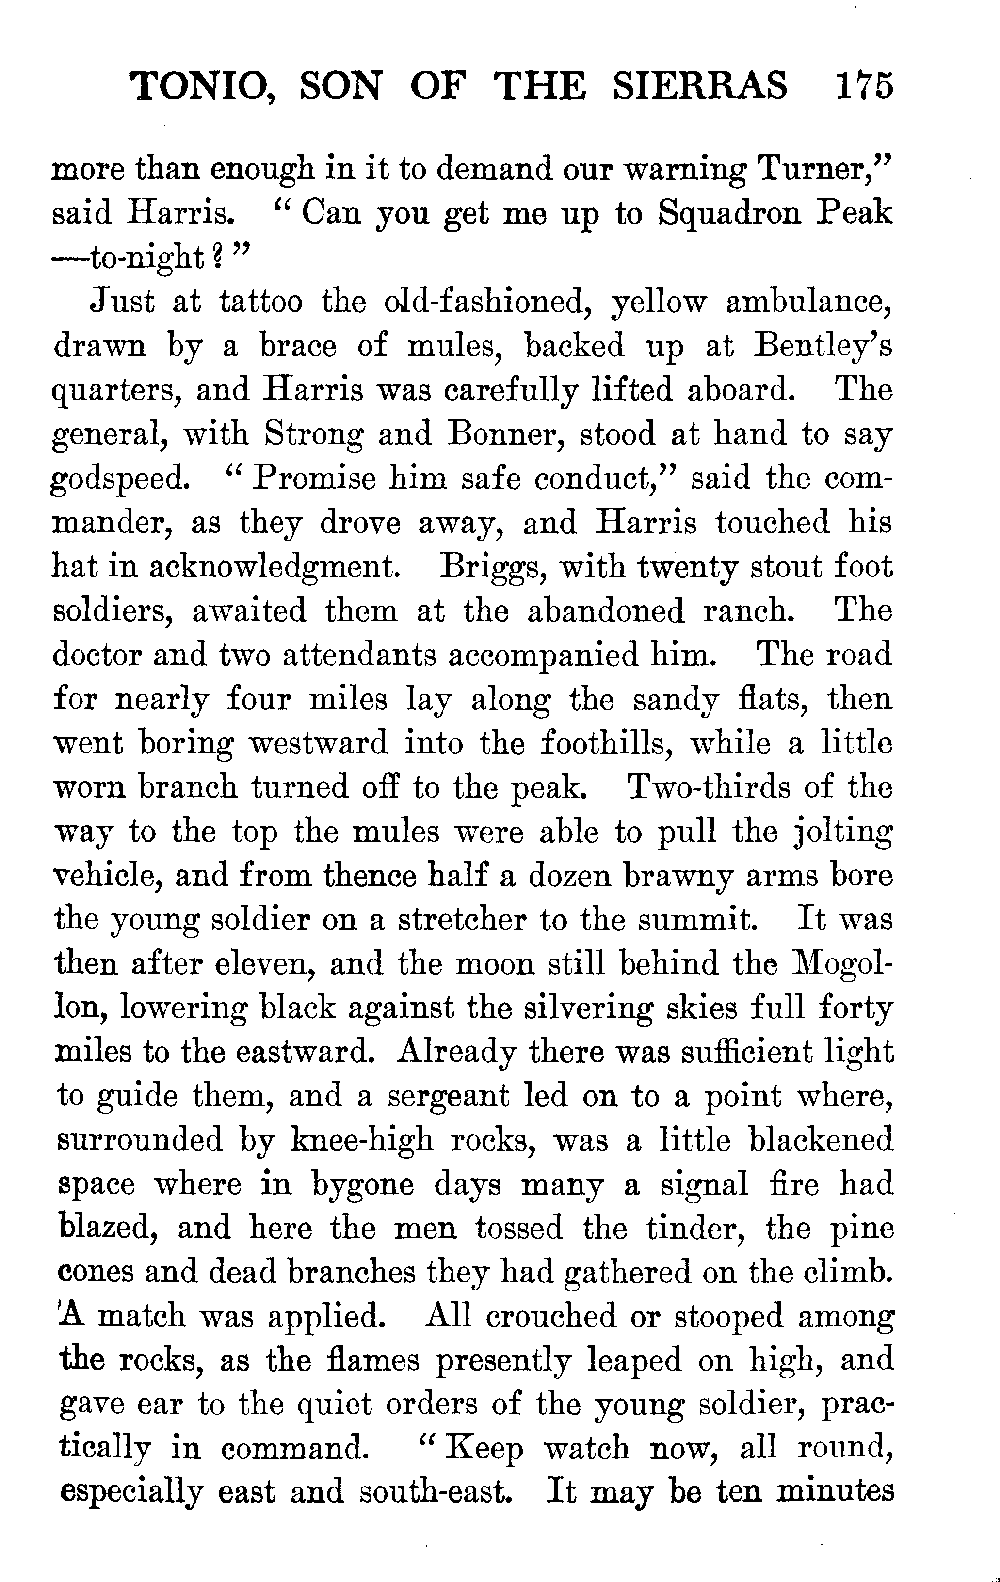 TONIO, SON OF THE SIERRAS 175
more than enough in it to demand our warning Turner,”
said Harris. “ Can you get me up to Squadron Peak
—to-night ? ”
Just at tattoo the old-fashioned, yellow ambulance,
drawn by a brace of mules, backed up at Bentley’s
quarters, and Harris was carefully lifted aboard. The
general, with Strong and Bonner, stood at hand to say
godspeed. “ Promise him safe conduct,” said the com-
mander, as they drove away, and Harris touched his
hat in acknowledgment. Briggs, with twenty stout foot
soldiers, awaited them at the abandoned ranch. The
doctor and two attendants accompanied him. The road
for nearly four miles lay along the sandy flats, then
went boring westward into the foothills, while a little
worn branch turned off to the peak. Two-thirds of the
way to the top the mules were able to pull the jolting
vehicle, and from thence half a dozen brawny arms bore
the young soldier on a stretcher to the summit. It was
then after eleven, and the moon still behind the Mogol-
lon, lowering black against the silvering skies full forty
miles to the eastward. Already there was sufficient light
to guide them, and a sergeant led on to a point where,
surrounded by knee-high rocks, was a little blackened
space where in bygone days many a signal fire had
blazed, and here the men tossed the tinder, the pine
cones and dead branches they had gathered on the climb.
'A match was applied. All crouched or stooped among
the rocks, as the flames presently leaped on high, and
gave ear to the quiet orders of the young soldier, prac-
tically in command. “ Keep watch now, all round,
especially east and south-east. It may be ten minutes